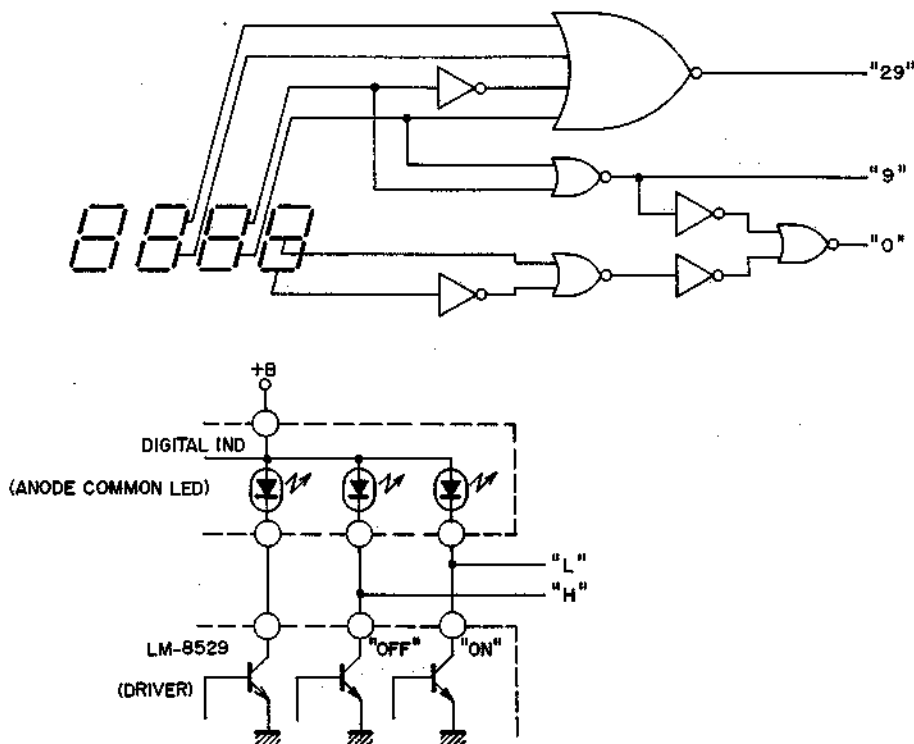 "29"
"9"
"0"
+B
DIGITAL IND
(ANODE COMMON LED)
"L"
"H"
LM-8529
"OFF"
"ON"
(DRIVER)